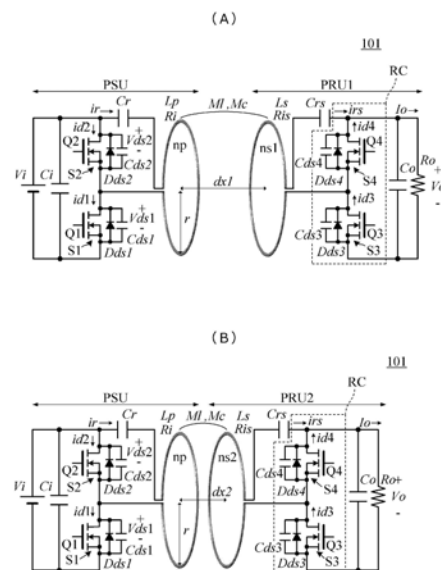 (A)
101
PSU
Lp
Ml ,Mc
Ls
PRU1
RC
ir
Cr
Ri
Ris
Crs
irs
Io
id2
Q2
+
Vds2
-
Cds2
S2
Dds2
np
ns1
id4
Cds4
Q4
Dds4
S4
Vi
Ci
Co
Ro
+
id1
Q1
+
Vds1
-
Cds1
S1
Dds1
dx1
r
id3
Cds3
Q3
Dds3
S3
-
(B)
101
PSU
Lp
Ml ,Mc
Ls
PRU2
RC
ir
Cr
Ri
Ris
Crs
irs
Io
id2
Q2
+
Vds2
-
Cds2
S2
Dds2
np
ns2
id4
Cds4
Q4
Dds4
S4
Vi
Ci
Co
Ro
+
Vo
-
id1
Q1
+
Vds1
-
Cds1
S1
Dds1
dx2
r
id3
Cds3
Q3
Dds3
S3